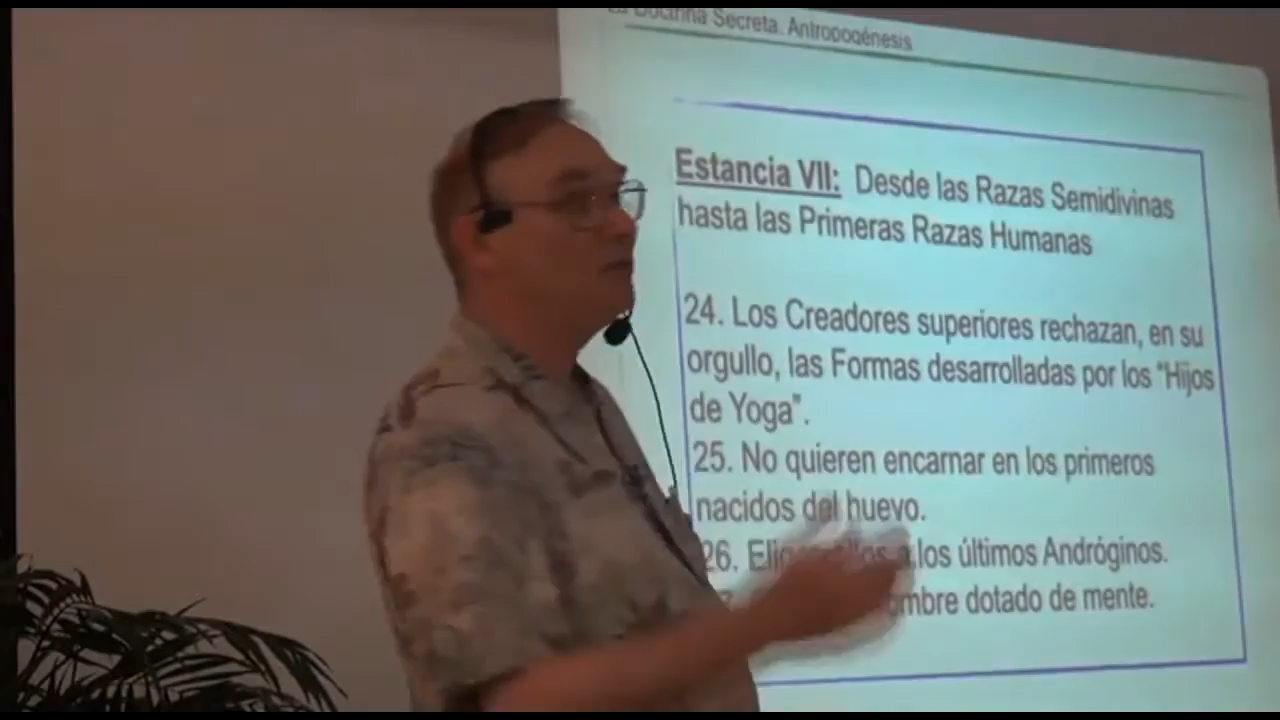 La Doctrina Secreta. Antropogénesis
Estancia VII: Desde las Razas Semidivinas
hasta las Primeras Razas Humanas
24. Los Creadores superiores rechazan, en su
orgullo, las Formas desarrolladas por los "Hijos
de Yoga".
25. No quieren encarnar en los primeros
nacidos del huevo.
26. a los últimos Andróginos.
dotado de mente.